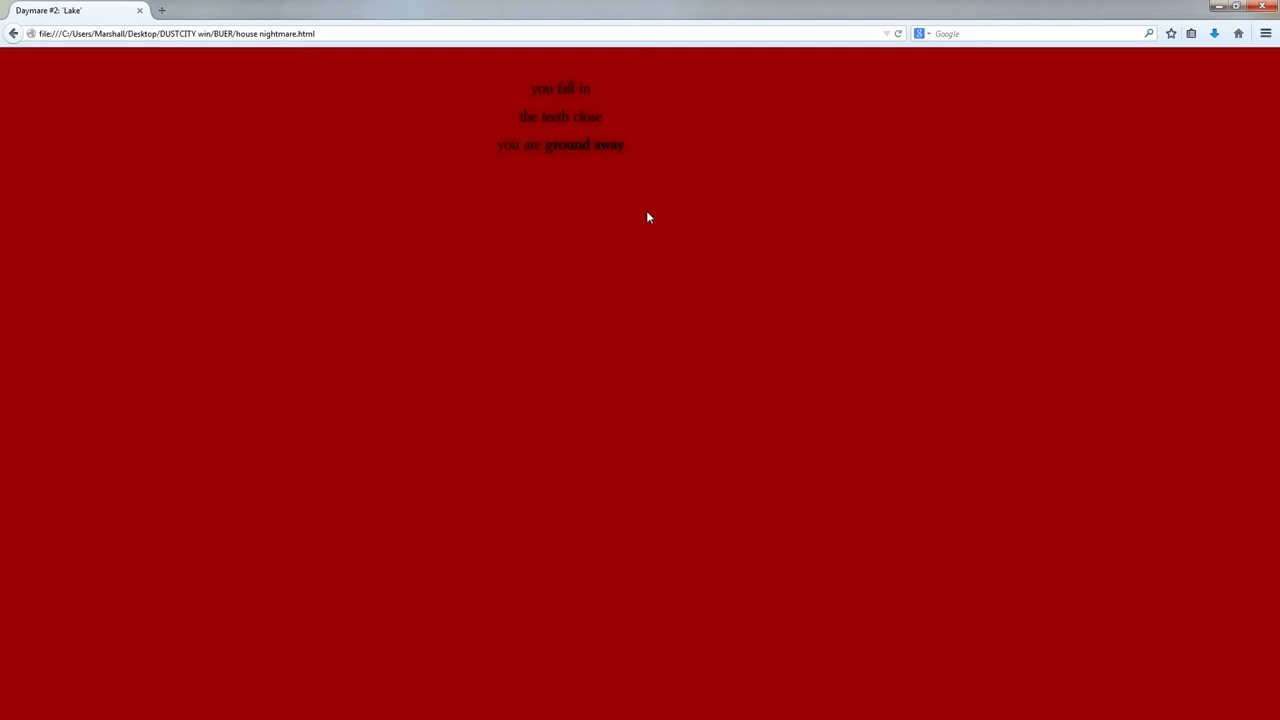 Daymare #2: 'Lake'
file:///C:/Users/Marshall/Desktop/DUSTCITY win/BUER/house nightmare.html
Google
you fall in
the teeth close
you are ground away